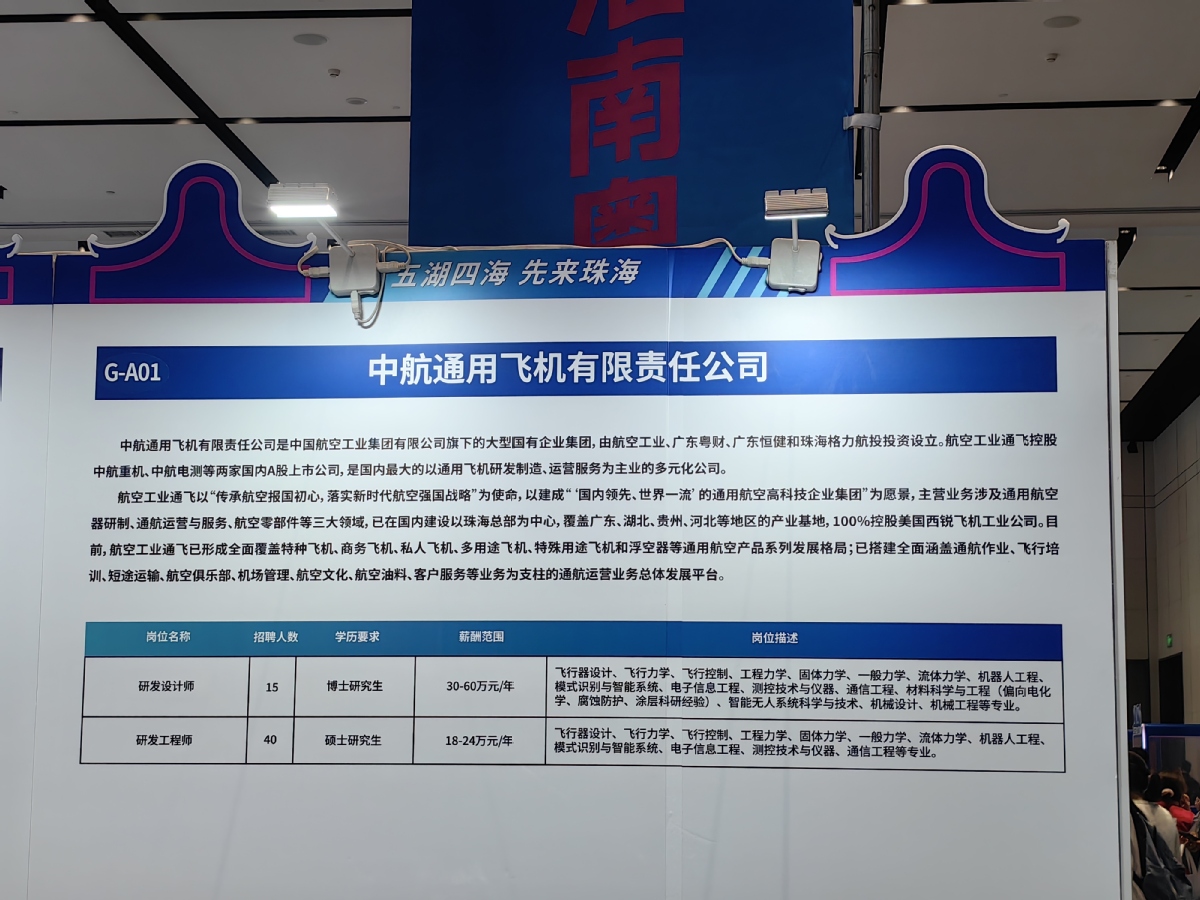 南粤
五湖四海 先来珠海
G-A01
中航通用飞机有限责任公司
中航通用飞机有限责任公司是中国航空工业集团有限公司旗下的大型国有企业集团，由航空工业、广东粤财、广东恒健和珠海格力航投投资设立。航空工业通飞控股
中航重机、中航电测等两家国内A股上市公司，是国内最大的以通用飞机研发制造、运营服务为主业的多元化公司。
航空工业通飞以“传承航空报国初心，落实新时代航空强国战略”为使命，以建成“‘国内领先、世界一流’的通用航空高科技企业集团”为愿景，主营业务涉及通用航空
器研制、通航运营与服务、航空零部件等三大领域，已在国内建设以珠海总部为中心，覆盖广东、湖北、贵州、河北等地区的产业基地，100%控股美国西锐飞机工业公司。目
前，航空工业通飞已形成全面覆盖特种飞机、商务飞机、私人飞机、多用途飞机、特殊用途飞机和浮空器等通用航空产品系列发展格局；已搭建全面涵盖通航作业、飞行培
训、短途运输、航空俱乐部、机场管理、航空文化、航空油料、客户服务等业务为支柱的通航运营业务总体发展平台。
岗位名称 招聘人数 学历要求 薪酬范围 岗位描述
研发设计师 15 博士研究生 30-60万元/年 飞行器设计、飞行力学、飞行控制、工程力学、固体力学、一般力学、流体力学、机器人工程、
模式识别与智能系统、电子信息工程、测控技术与仪器、通信工程、材料科学与工程（偏向电化
学、腐蚀防护、涂层科研经验）、智能无人系统科学与技术、机械设计、机械工程等专业。
研发工程师 40 硕士研究生 18-24万元/年 飞行器设计、飞行力学、飞行控制、工程力学、固体力学、一般力学、流体力学、机器人工程、
模式识别与智能系统、电子信息工程、测控技术与仪器、通信工程等专业。